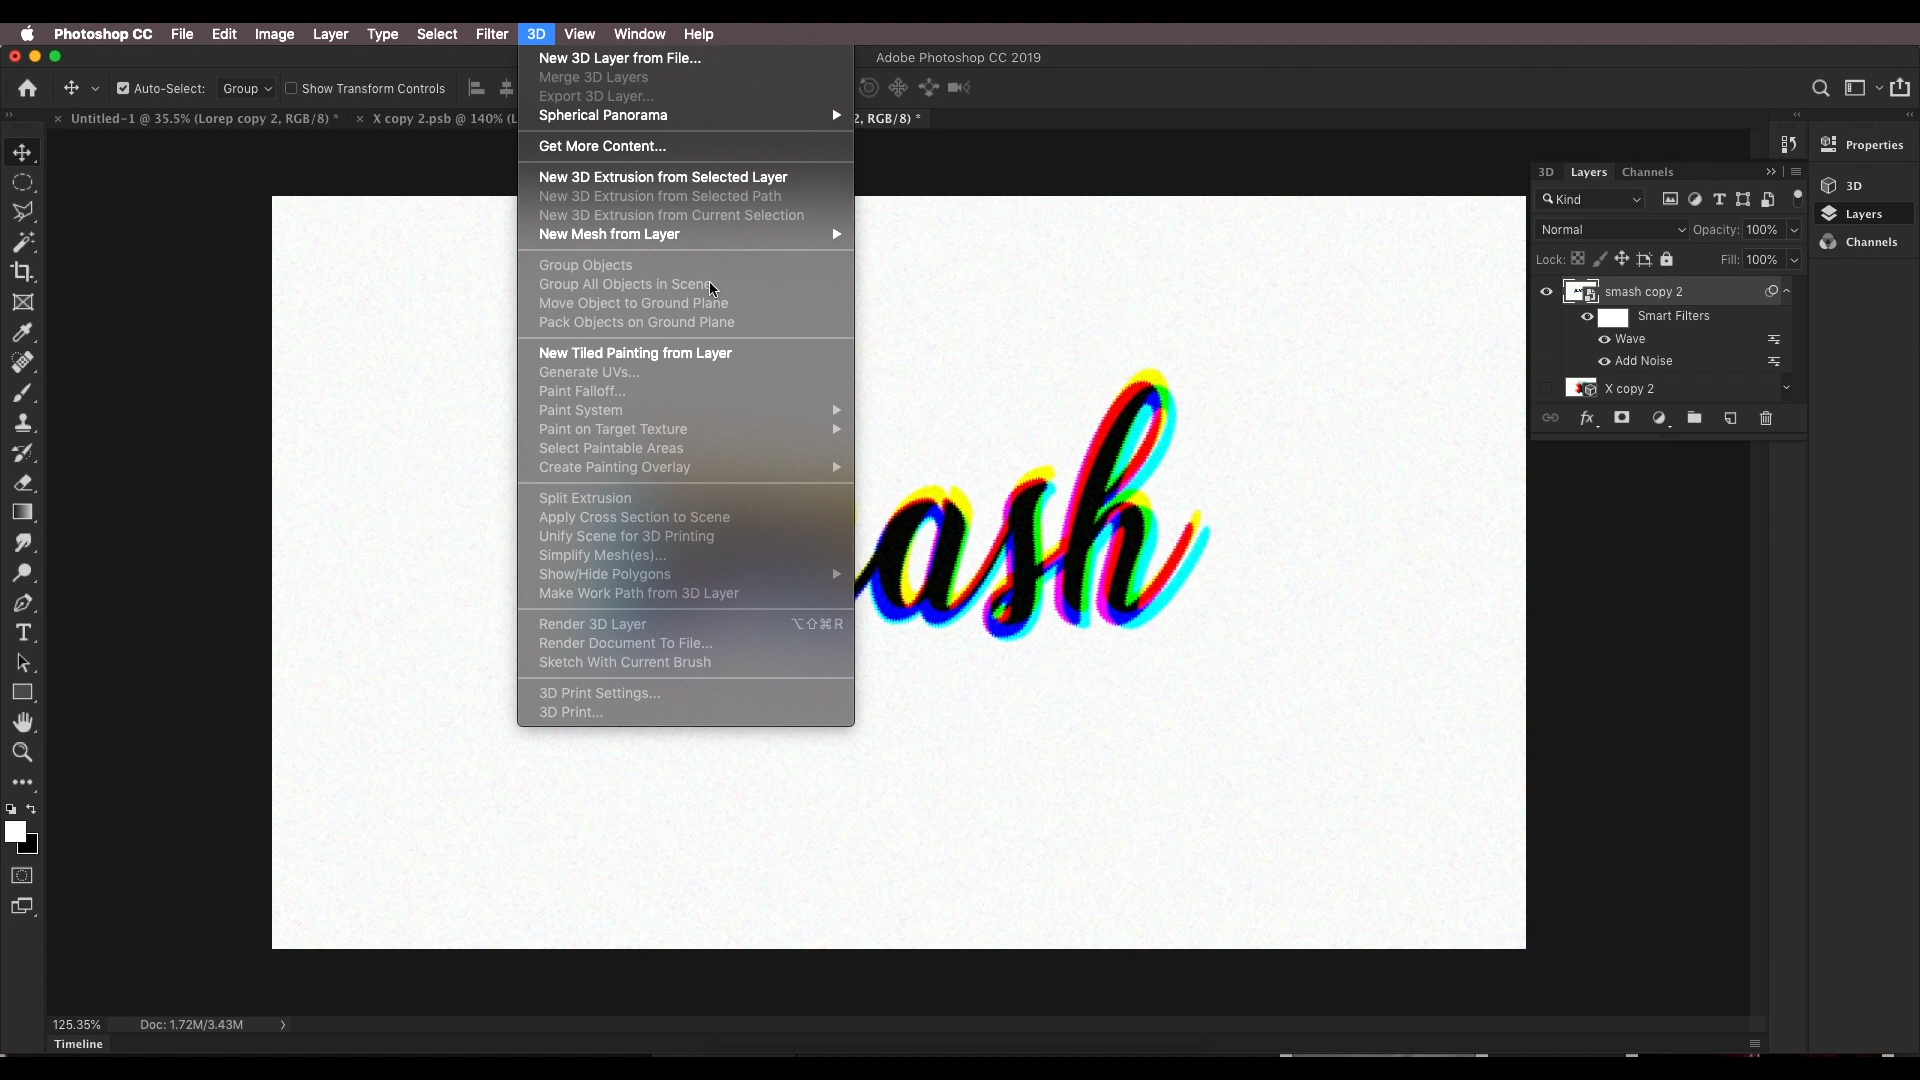 Photoshop CC File Edit Image Layer Type Select Filter 3D View Window Help
Adobe Photoshop CC 2019
Auto-Select: Group Show Transform Controls
× Untitled-1 @ 35.5% (Lorep copy 2, RGB/8) * × X copy 2.psb @ 140% (L 2, RGB/8) *
New 3D Layer from File...
Merge 3D Layers
Export 3D Layer...
Spherical Panorama
Get More Content...
New 3D Extrusion from Selected Layer
New 3D Extrusion from Selected Path
New 3D Extrusion from Current Selection
New Mesh from Layer
Group Objects
Group All Objects in Scene
Move Object to Ground Plane
Pack Objects on Ground Plane
New Tiled Painting from Layer
Generate UVs...
Paint Falloff...
Paint System
Paint on Target Texture
Select Paintable Areas
Create Painting Overlay
Split Extrusion
Apply Cross Section to Scene
Unify Scene for 3D Printing
Simplify Mesh(es)...
Show/Hide Polygons
Make Work Path from 3D Layer
Render 3D Layer ⌥⇧⌘R
Render Document To File...
Sketch With Current Brush
3D Print Settings...
3D Print...
ash
3D Layers Channels
Kind
Normal Opacity: 100%
Lock: Fill: 100%
smash copy 2
Smart Filters
Wave
Add Noise
X copy 2
fx
Properties
3D
Layers
Channels
125.35% Doc: 1.72M/3.43M
Timeline